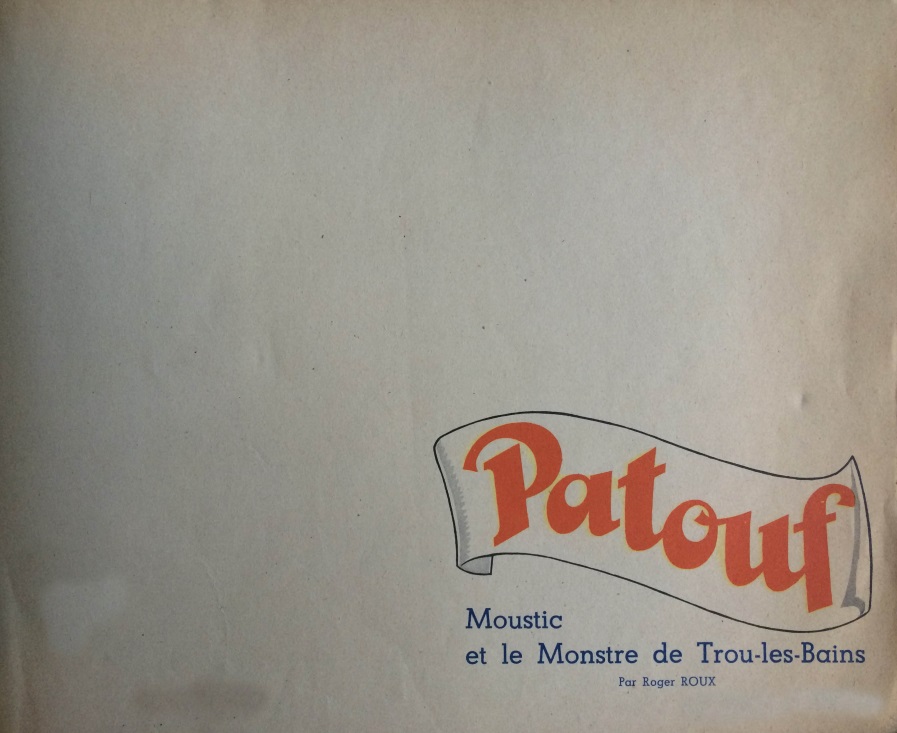 Patouf
Moustic
et le Monstre de Trou-les-Bains
Par Roger ROUX